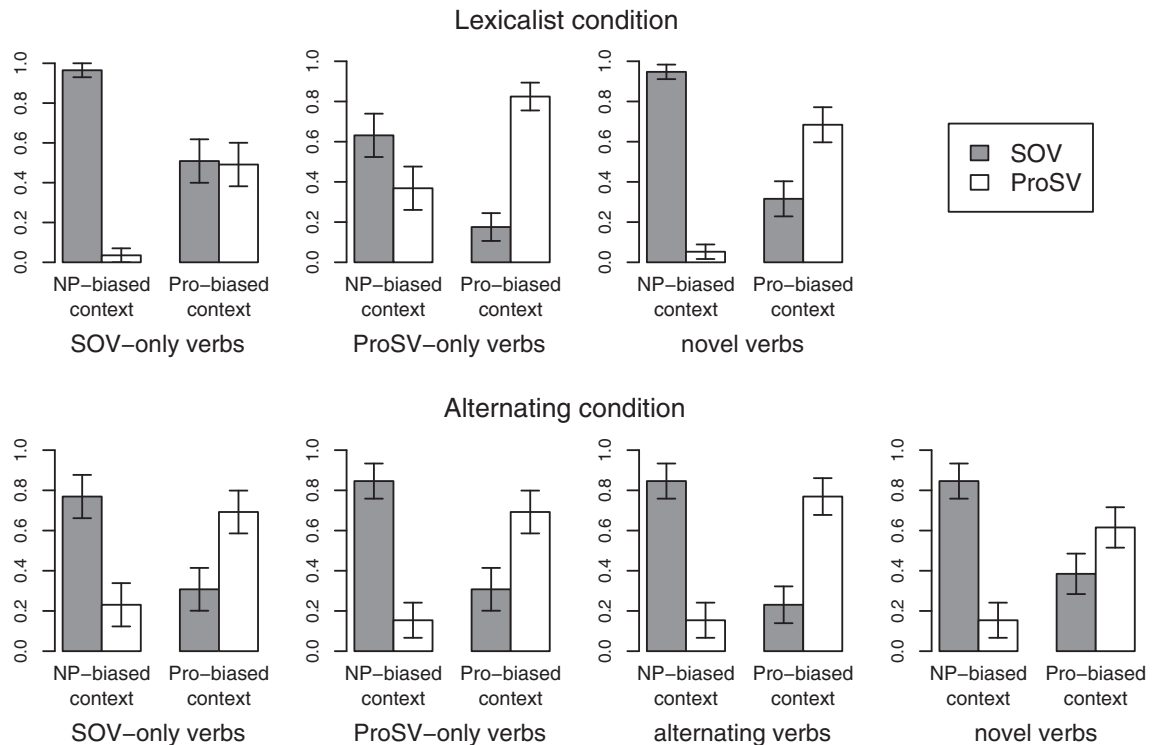 Lexicalist condition
0.0 0.2 0.4 0.6 0.8 1.0
0.0 0.2 0.4 0.6 0.8 1.0
0.0 0.2 0.4 0.6 0.8 1.0
SOV
ProSV
NP−biased Pro−biased
context context
SOV−only verbs
NP−biased Pro−biased
context context
ProSV−only verbs
NP−biased Pro−biased
context context
novel verbs
Alternating condition
0.0 0.2 0.4 0.6 0.8 1.0
0.0 0.2 0.4 0.6 0.8 1.0
0.0 0.2 0.4 0.6 0.8 1.0
0.0 0.2 0.4 0.6 0.8 1.0
NP−biased Pro−biased
context context
SOV−only verbs
NP−biased Pro−biased
context context
ProSV−only verbs
NP−biased Pro−biased
context context
alternating verbs
NP−biased Pro−biased
context context
novel verbs